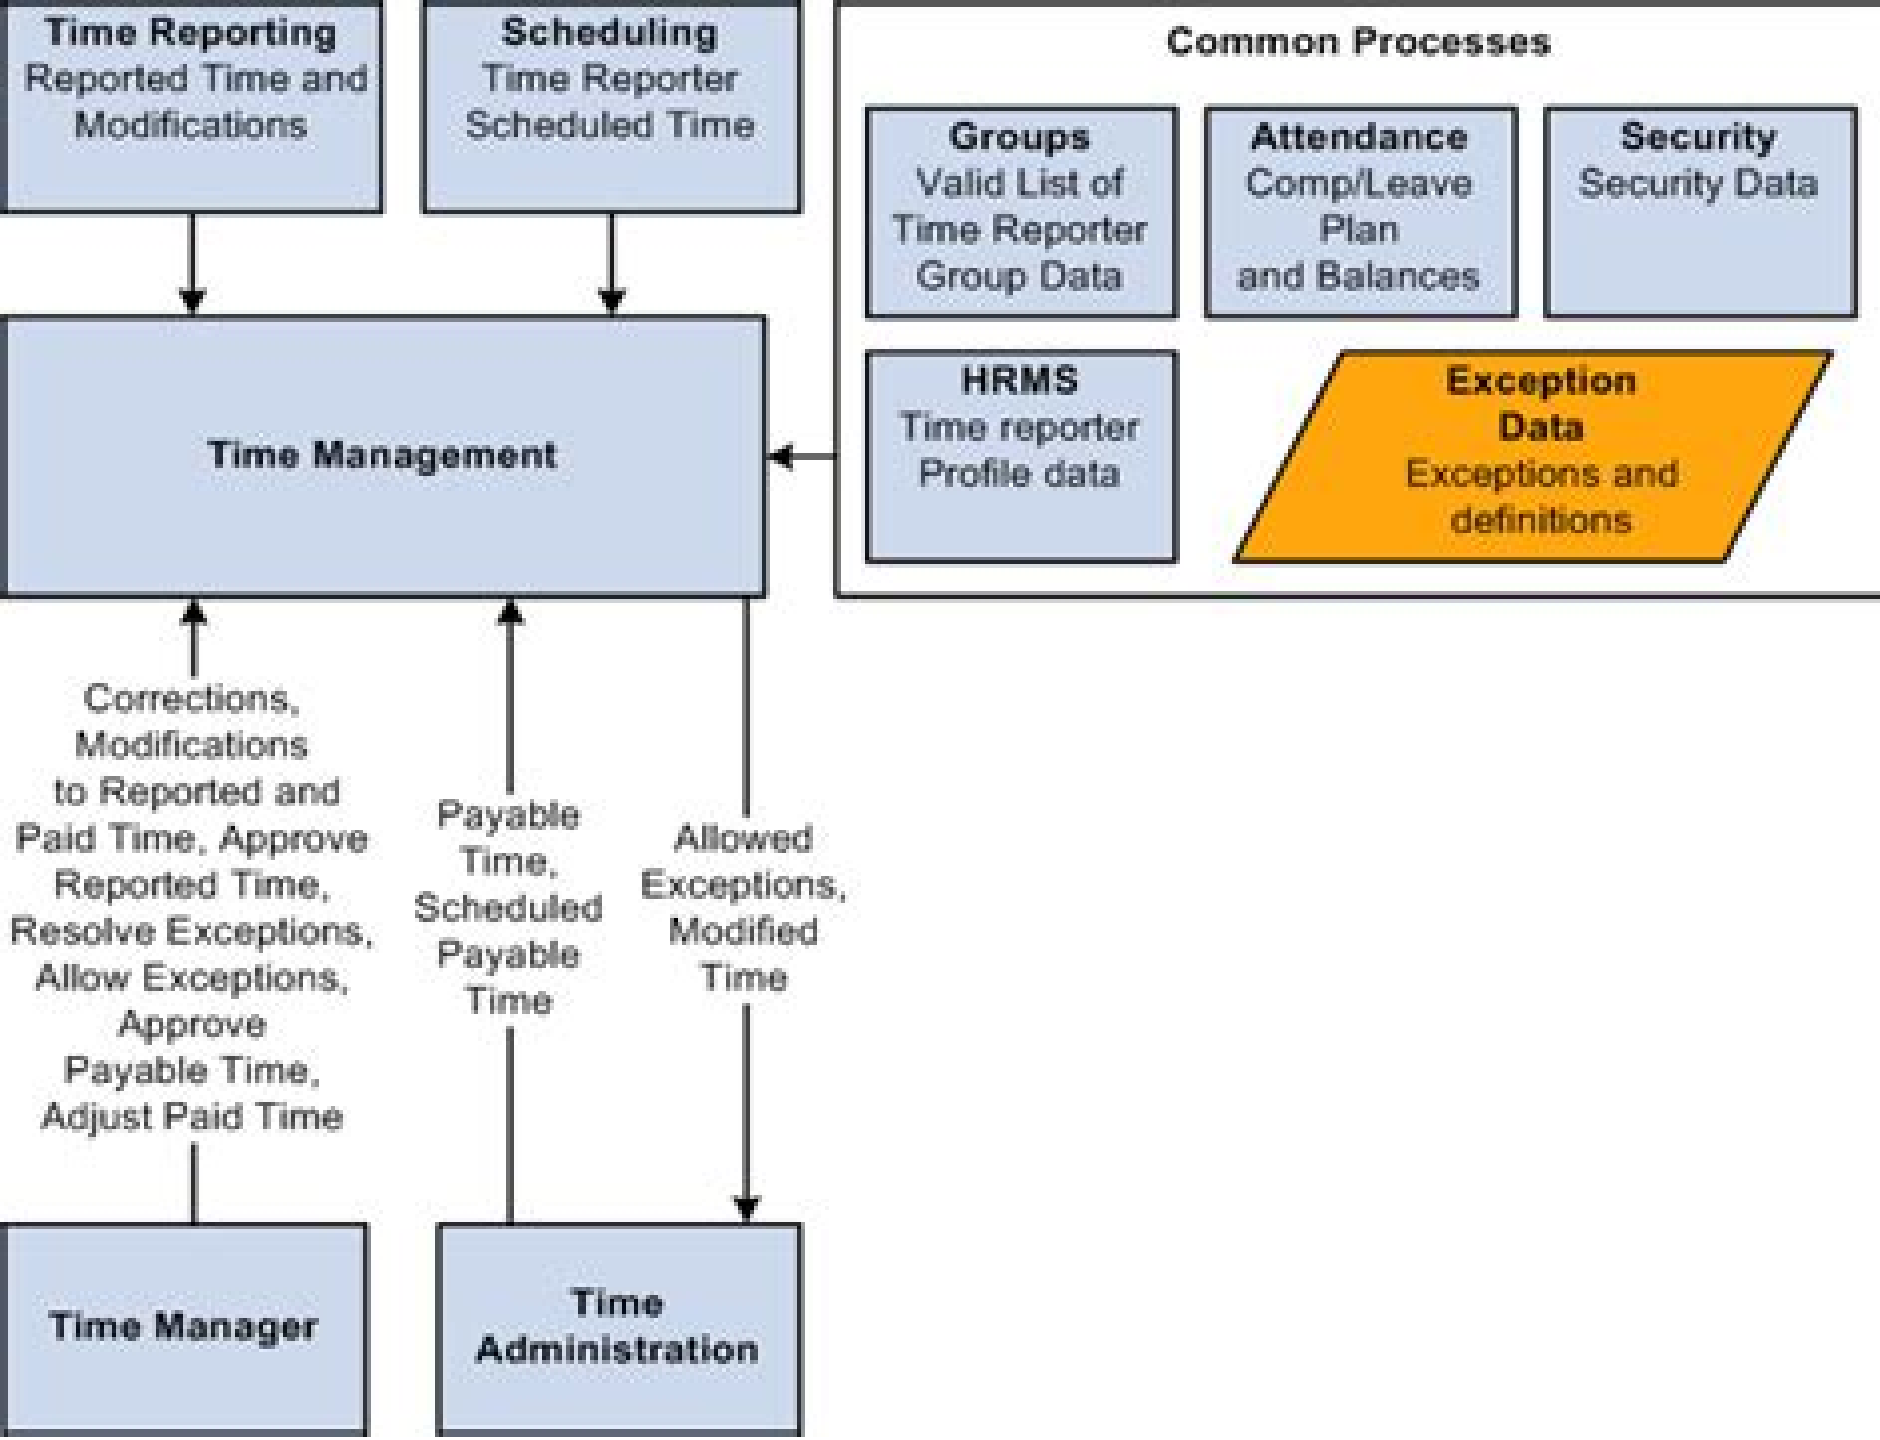 Time Reporting
Reported Time and
Modifications
Scheduling
Time Reporter
Scheduled Time
Common Processes
Groups
Valid List of
Time Reporter
Group Data
Attendance
Comp/Leave
Plan
and Balances
Security
Security Data
HRMS
Time reporter
Profile data
Exception
Data
Exceptions and
definitions
Time Management
Corrections,
Modifications
to Reported and
Paid Time, Approve
Reported Time,
Resolve Exceptions,
Allow Exceptions,
Approve
Payable Time,
Adjust Paid Time
Payable
Time,
Scheduled
Payable
Time
Allowed
Exceptions,
Modified
Time
Time Manager
Time
Administration